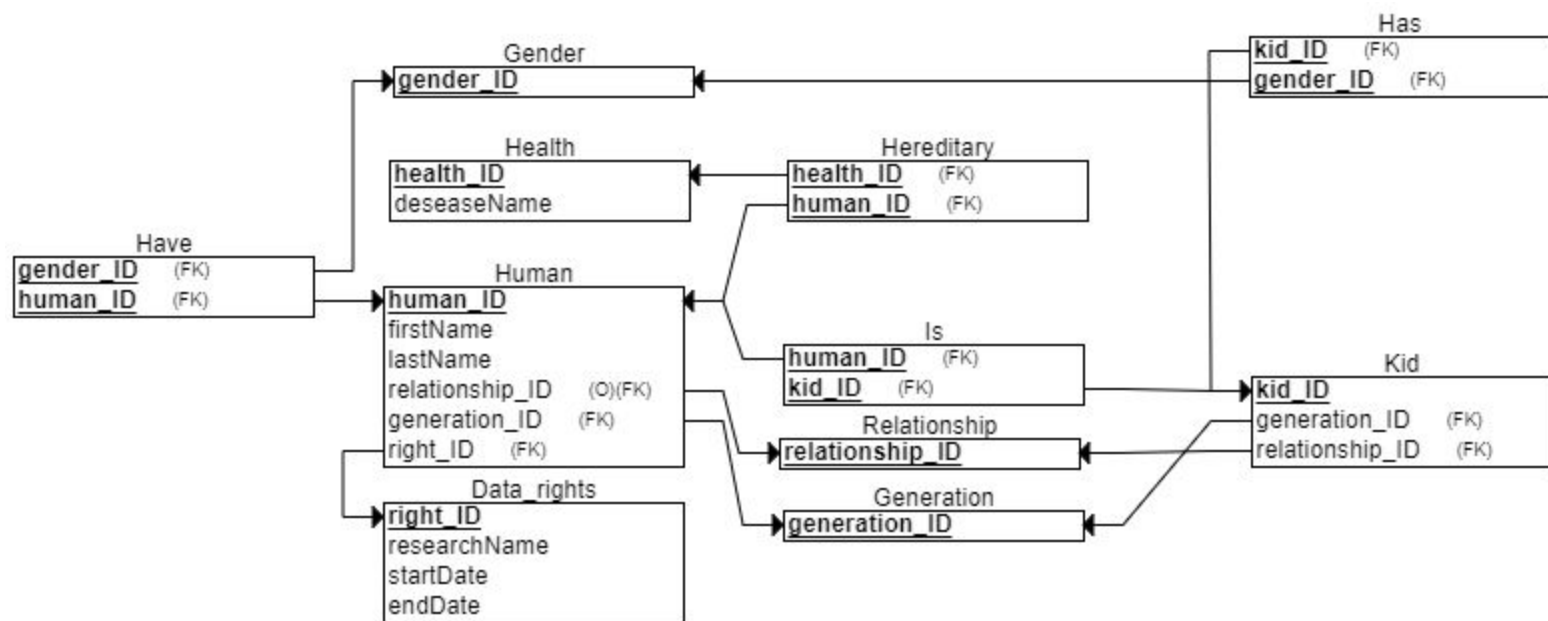 Has
kid_ID (FK)
gender_ID (FK)
Gender
gender_ID
Health
health_ID
deseaseName
Hereditary
health_ID (FK)
human_ID (FK)
Have
gender_ID (FK)
human_ID (FK)
Human
human_ID
firstName
lastName
relationship_ID (O)(FK)
generation_ID (FK)
right_ID (FK)
Is
human_ID (FK)
kid_ID (FK)
Kid
kid_ID
generation_ID (FK)
relationship_ID (FK)
Relationship
relationship_ID
Generation
generation_ID
Data_rights
right_ID
researchName
startDate
endDate